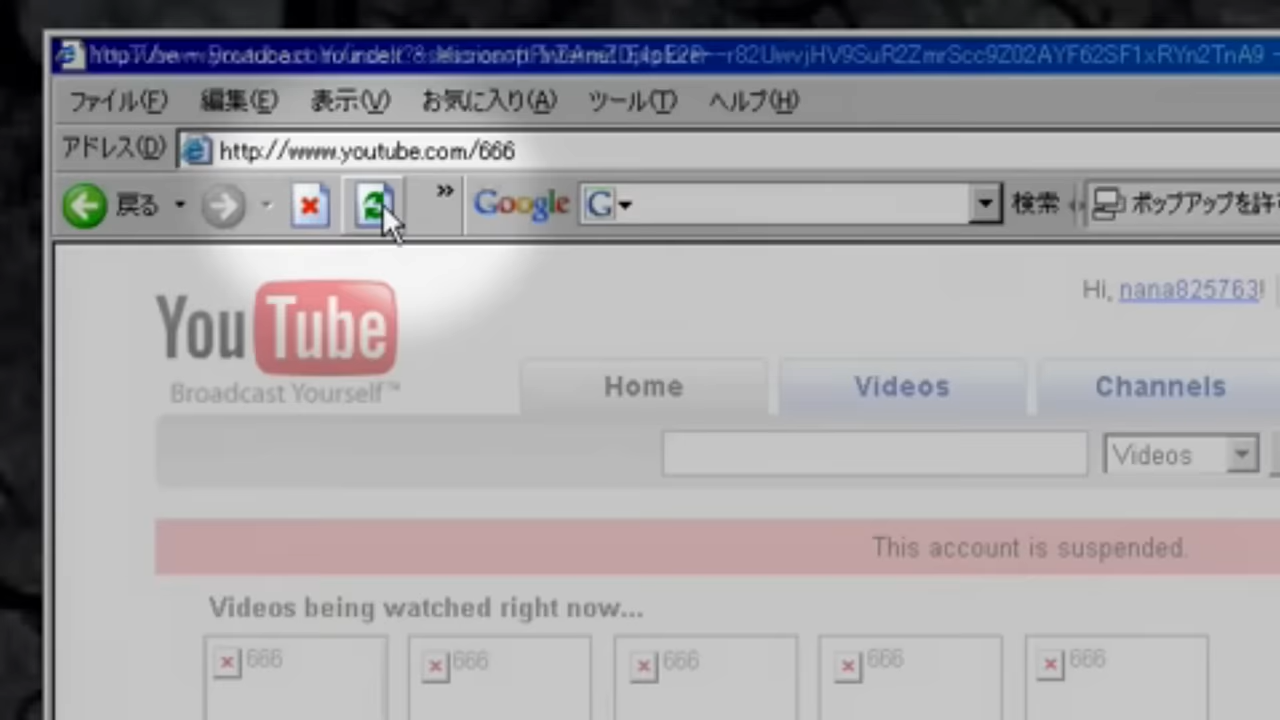 ファイル(F) 編集(E) 表示(V) お気に入り(A) ツール(T) ヘルプ(H)
アドレス(D) http://www.youtube.com/666
戻る » Google G 検索 ポップアップを許
YouTube
Broadcast Yourself™
Hi, nana825763!
Home Videos Channels
Videos
This account is suspended.
Videos being watched right now...
666 666 666 666 666